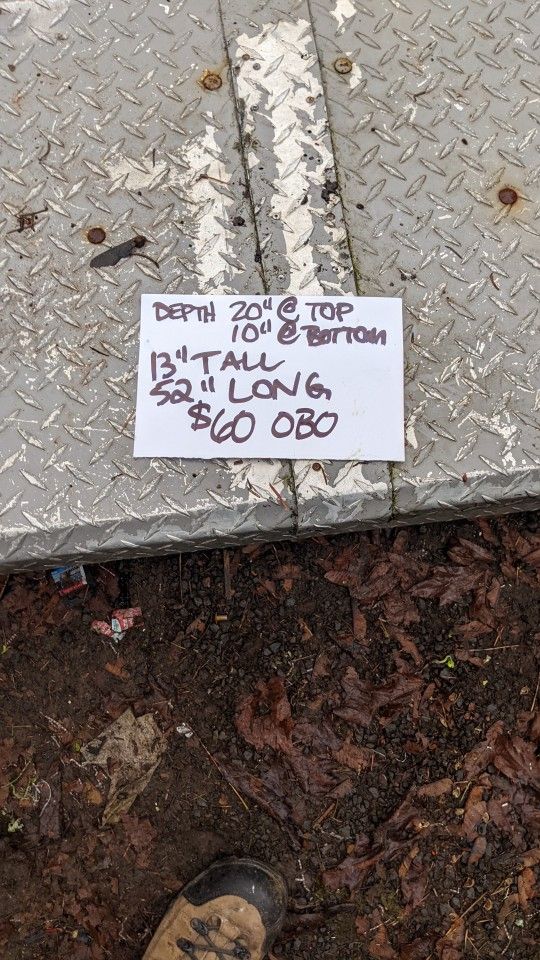 DEPTH 20" @ TOP
10" @ BOTTOM
13" TALL
52" LONG
$60 OBO